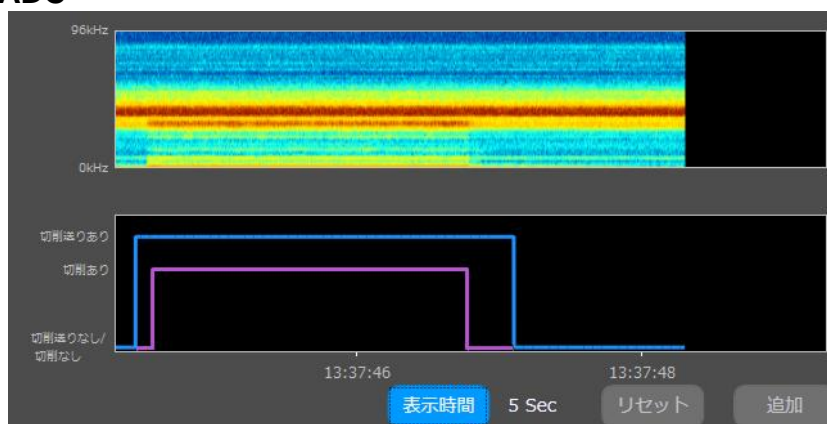 96kHz
0kHz
切削送りあり
切削あり
切削送りなし/
切削なし
13:37:46
13:37:48
表示時間
5 Sec
リセット
追加